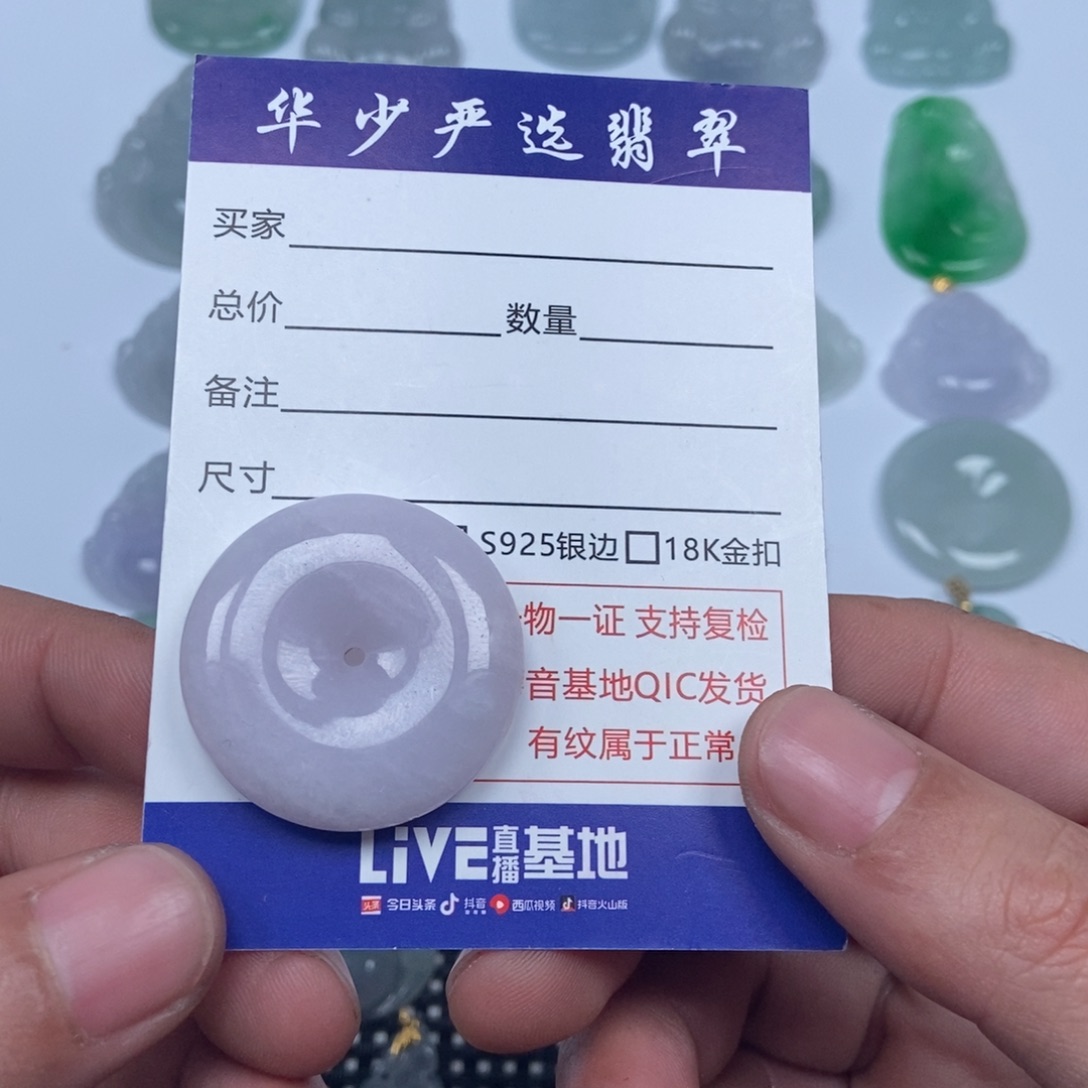 华少严选翡翠
买家
总价 数量
备注
尺寸
S925银边 18K金扣
物一证 支持复检
音基地QIC发货
有纹属于正常
LiVE直播基地
头条 今日头条 抖音 西瓜视频 抖音火山版